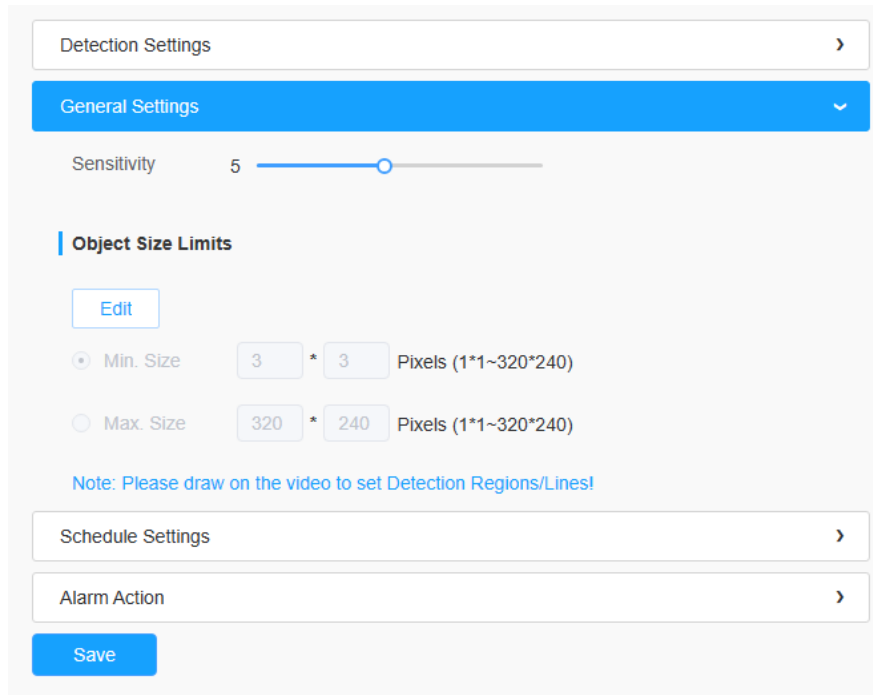 Detection Settings
General Settings
Sensitivity 5
Object Size Limits
Edit
Min. Size 3 * 3 Pixels (1*1~320*240)
Max. Size 320 * 240 Pixels (1*1~320*240)
Note: Please draw on the video to set Detection Regions/Lines!
Schedule Settings
Alarm Action
Save